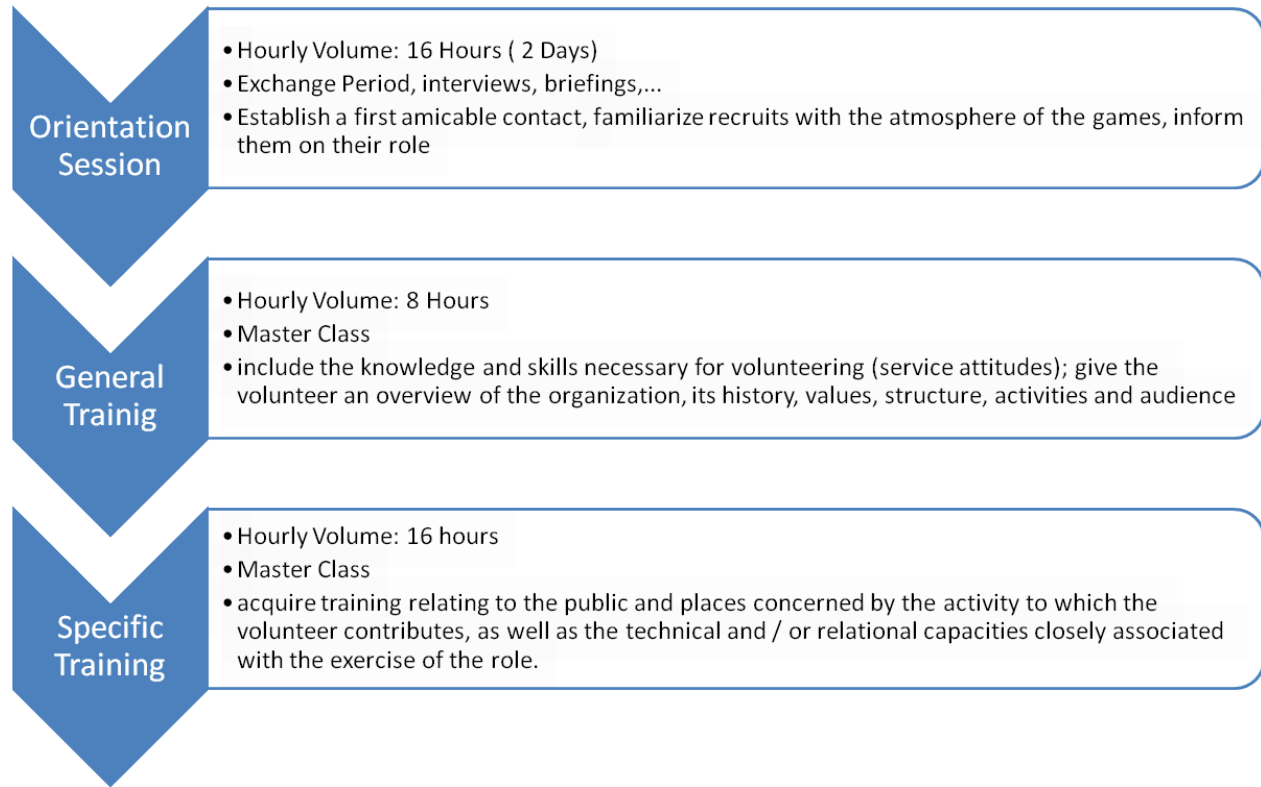 Orientation
Session
• Hourly Volume: 16 Hours ( 2 Days)
• Exchange Period, interviews, briefings,...
• Establish a first amicable contact, familiarize recruits with the atmosphere of the games, inform
them on their role
General
Trainig
• Hourly Volume: 8 Hours
• Master Class
• include the knowledge and skills necessary for volunteering (service attitudes); give the
volunteer an overview of the organization, its history, values, structure, activities and audience
Specific
Training
• Hourly Volume: 16 hours
• Master Class
• acquire training relating to the public and places concerned by the activity to which the
volunteer contributes, as well as the technical and / or relational capacities closely associated
with the exercise of the role.